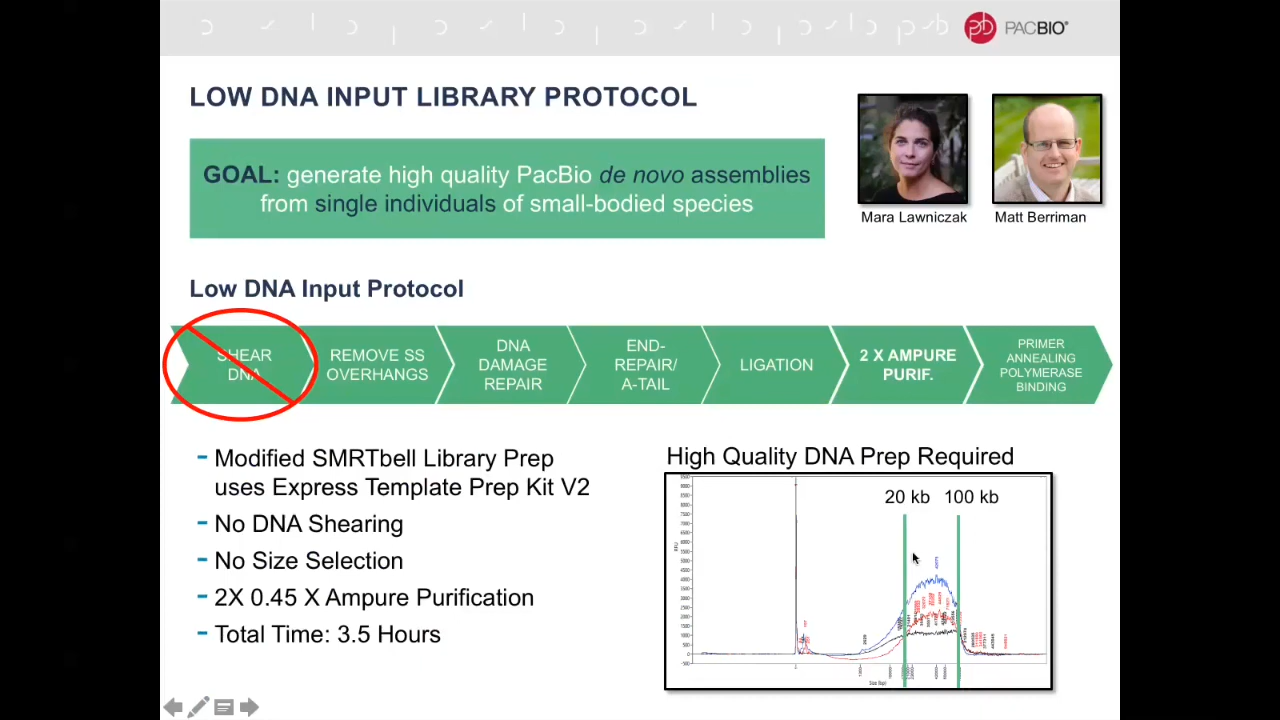 PACBIO®
LOW DNA INPUT LIBRARY PROTOCOL
GOAL: generate high quality PacBio de novo assemblies
from single individuals of small-bodied species
Mara Lawniczak
Matt Berriman
Low DNA Input Protocol
SHEAR
DNA
REMOVE SS
OVERHANGS
DNA
DAMAGE
REPAIR
END-
REPAIR/
A-TAIL
LIGATION
2 X AMPURE
PURIF.
PRIMER
ANNEALING
POLYMERASE
BINDING
- Modified SMRTbell Library Prep
uses Express Template Prep Kit V2
- No DNA Shearing
- No Size Selection
- 2X 0.45 X Ampure Purification
- Total Time: 3.5 Hours
High Quality DNA Prep Required
20 kb
100 kb